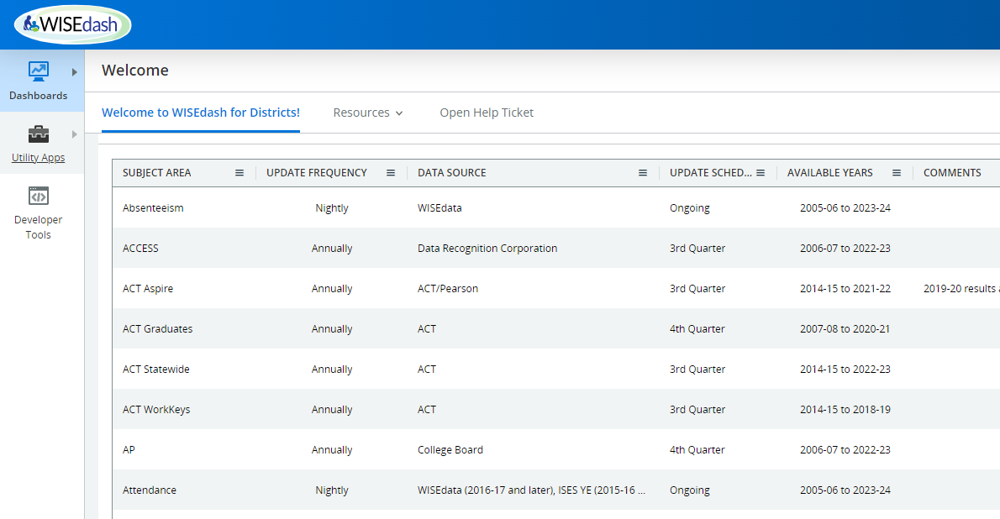 WISEdash
Welcome
Dashboards
Utility Apps
Developer
Tools
Welcome to WISEdash for Districts! Resources Open Help Ticket
SUBJECT AREA UPDATE FREQUENCY DATA SOURCE UPDATE SCHED... AVAILABLE YEARS COMMENTS
Absenteeism Nightly WISEdata Ongoing 2005-06 to 2023-24
ACCESS Annually Data Recognition Corporation 3rd Quarter 2006-07 to 2022-23
ACT Aspire Annually ACT/Pearson 3rd Quarter 2014-15 to 2021-22 2019-20 results
ACT Graduates Annually ACT 4th Quarter 2007-08 to 2020-21
ACT Statewide Annually ACT 3rd Quarter 2014-15 to 2022-23
ACT WorkKeys Annually ACT 3rd Quarter 2014-15 to 2018-19
AP Annually College Board 4th Quarter 2006-07 to 2022-23
Attendance Nightly WISEdata (2016-17 and later), ISES YE (2015-16 ... Ongoing 2005-06 to 2023-24